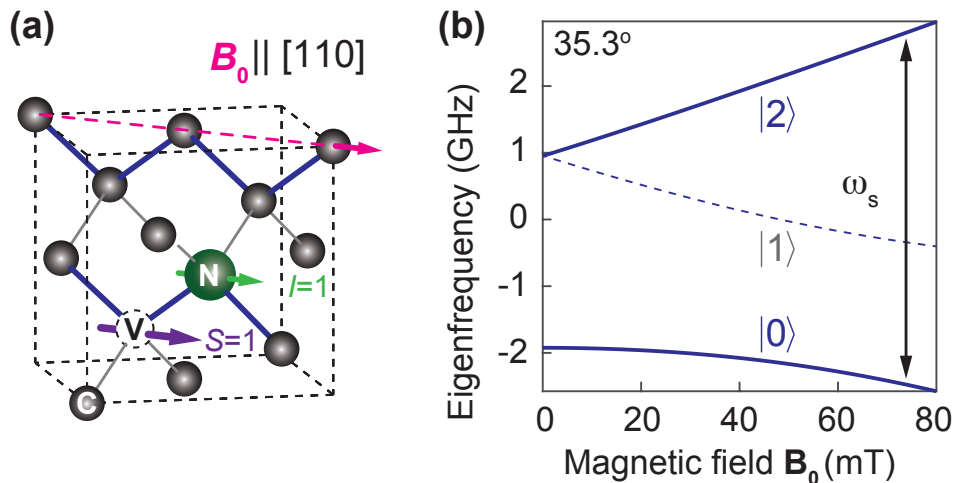 (a)
B₀ || [110]
N
I=1
V
S=1
C
(b)
35.3°
Eigenfrequency (GHz)
2
1
0
-1
-2
|2⟩
|1⟩
|0⟩
ωs
0 20 40 60 80
Magnetic field B₀ (mT)